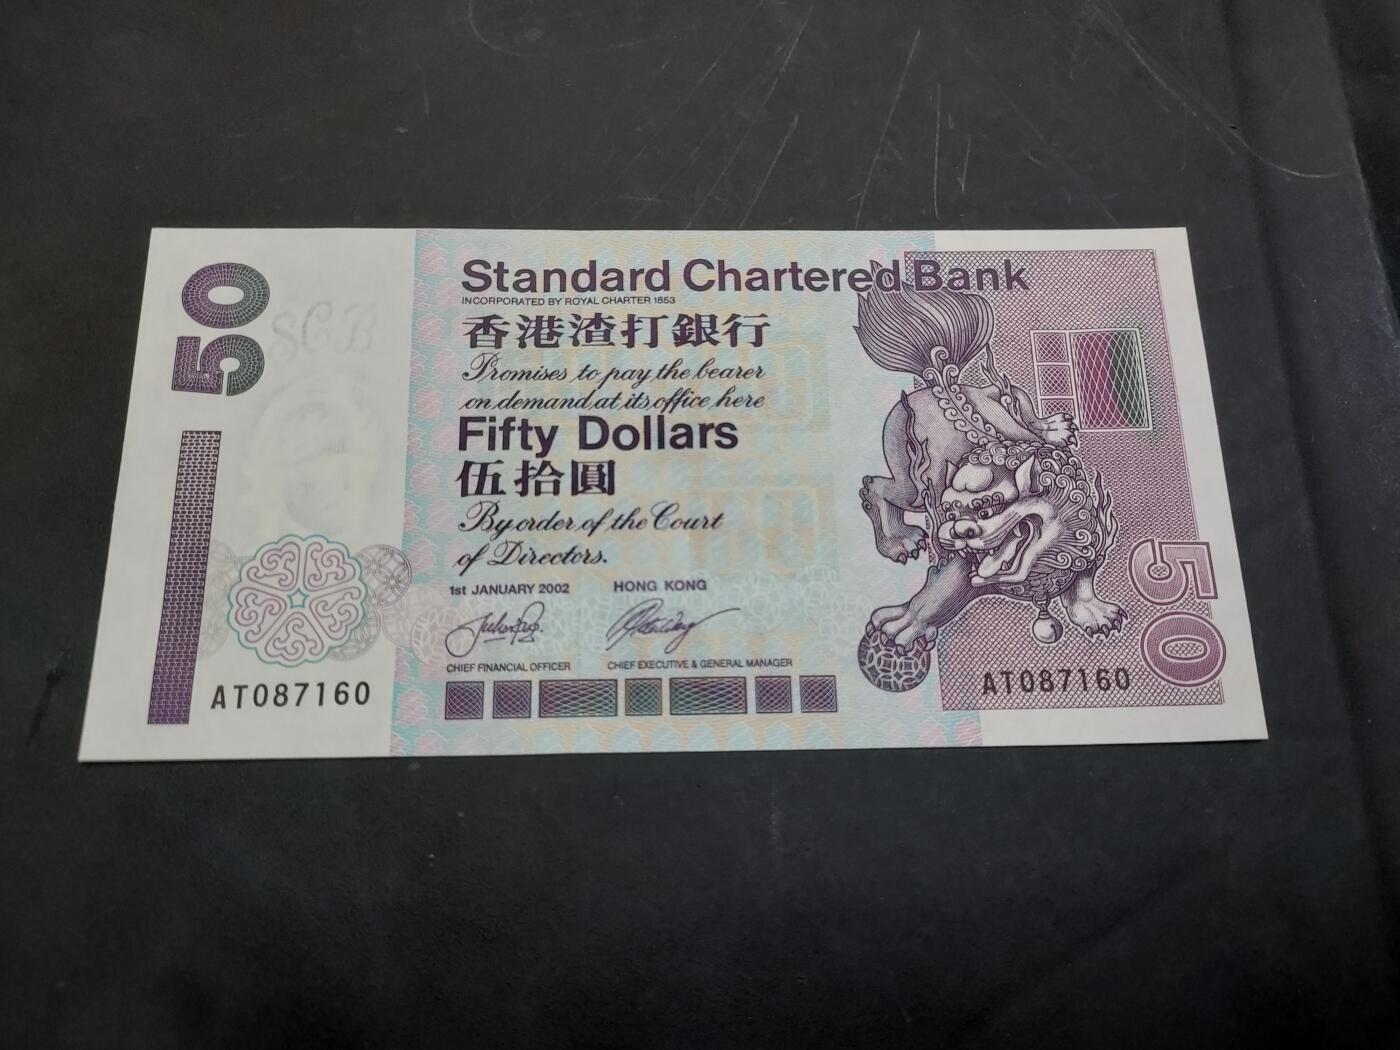 50
SCB
Standard Chartered Bank
INCORPORATED BY ROYAL CHARTER 1853
香港渣打銀行
Promises to pay the bearer
on demand at its office here
Fifty Dollars
伍拾圓
By order of the Court
of Directors.
1st JANUARY 2002 HONG KONG
CHIEF FINANCIAL OFFICER CHIEF EXECUTIVE & GENERAL MANAGER
AT087160
AT087160
50